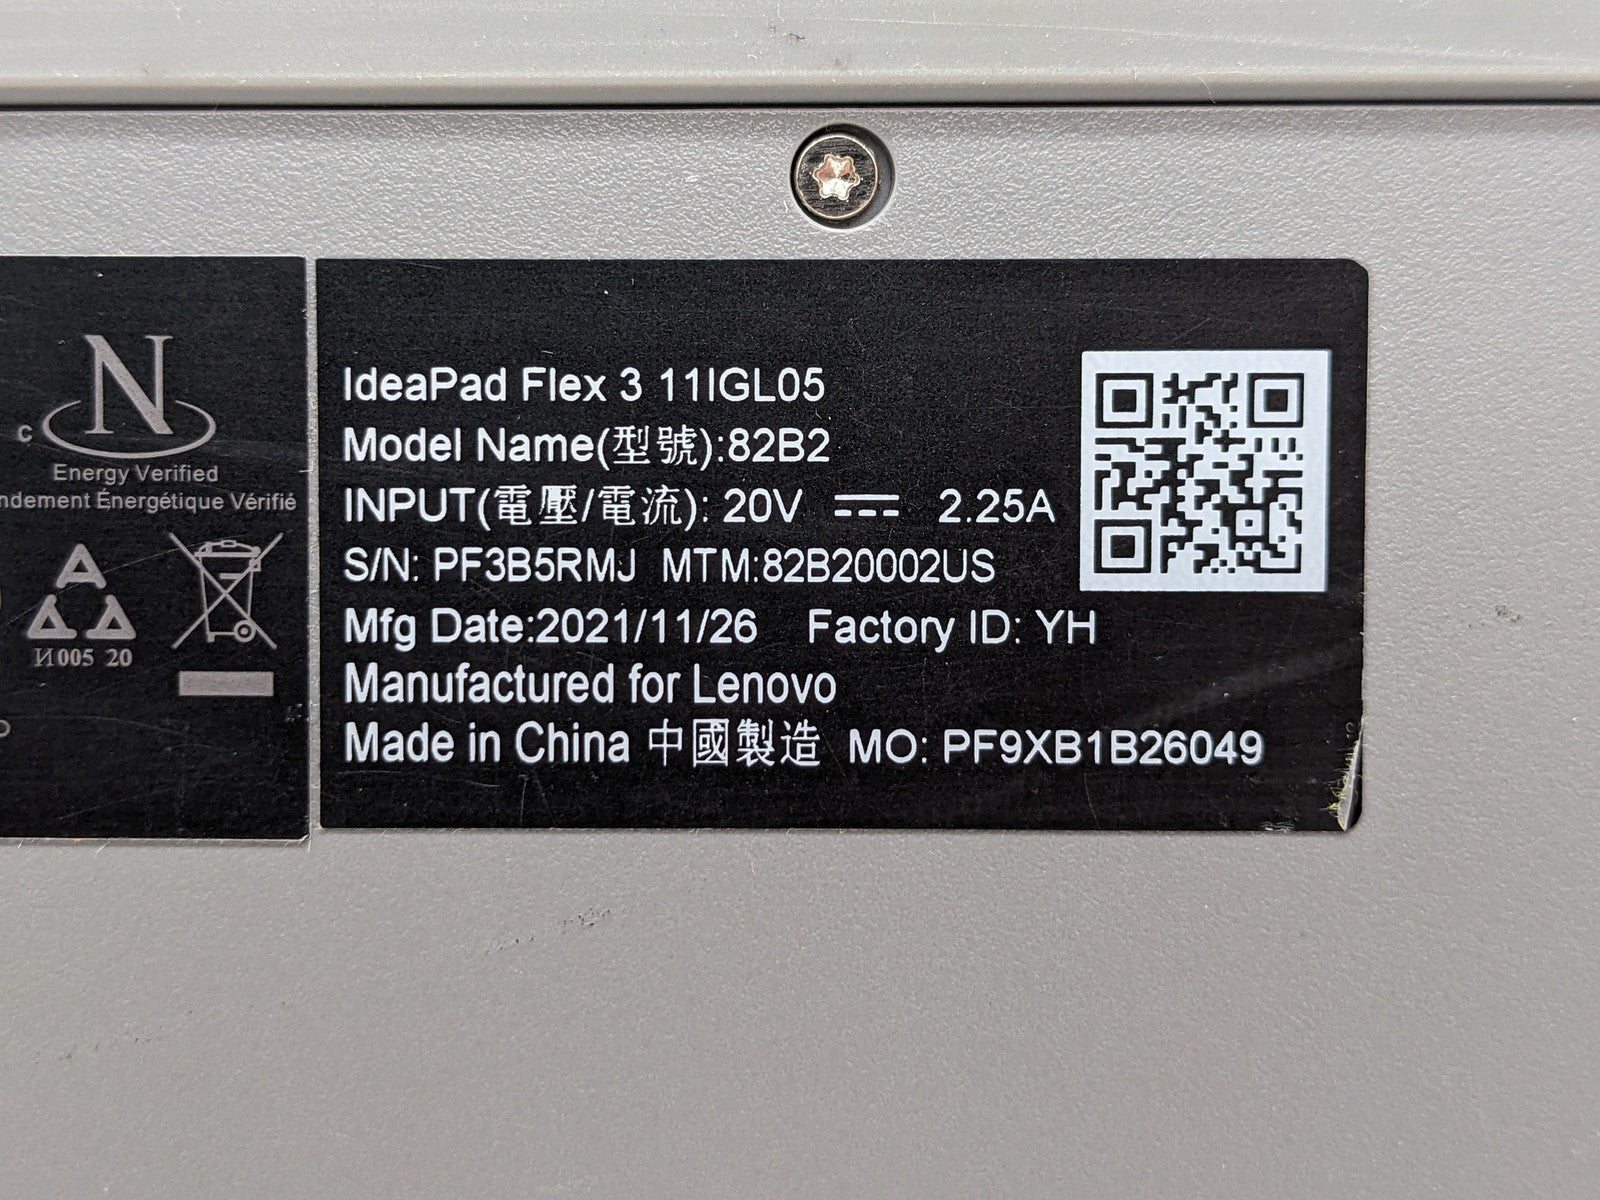 N
c
Energy Verified
ndement Énergétique Vérifié
005 20
IdeaPad Flex 3 11IGL05
Model Name(型號):82B2
INPUT(電壓/電流): 20V ⎓ 2.25A
S/N: PF3B5RMJ MTM:82B20002US
Mfg Date:2021/11/26 Factory ID: YH
Manufactured for Lenovo
Made in China 中國製造 MO: PF9XB1B26049